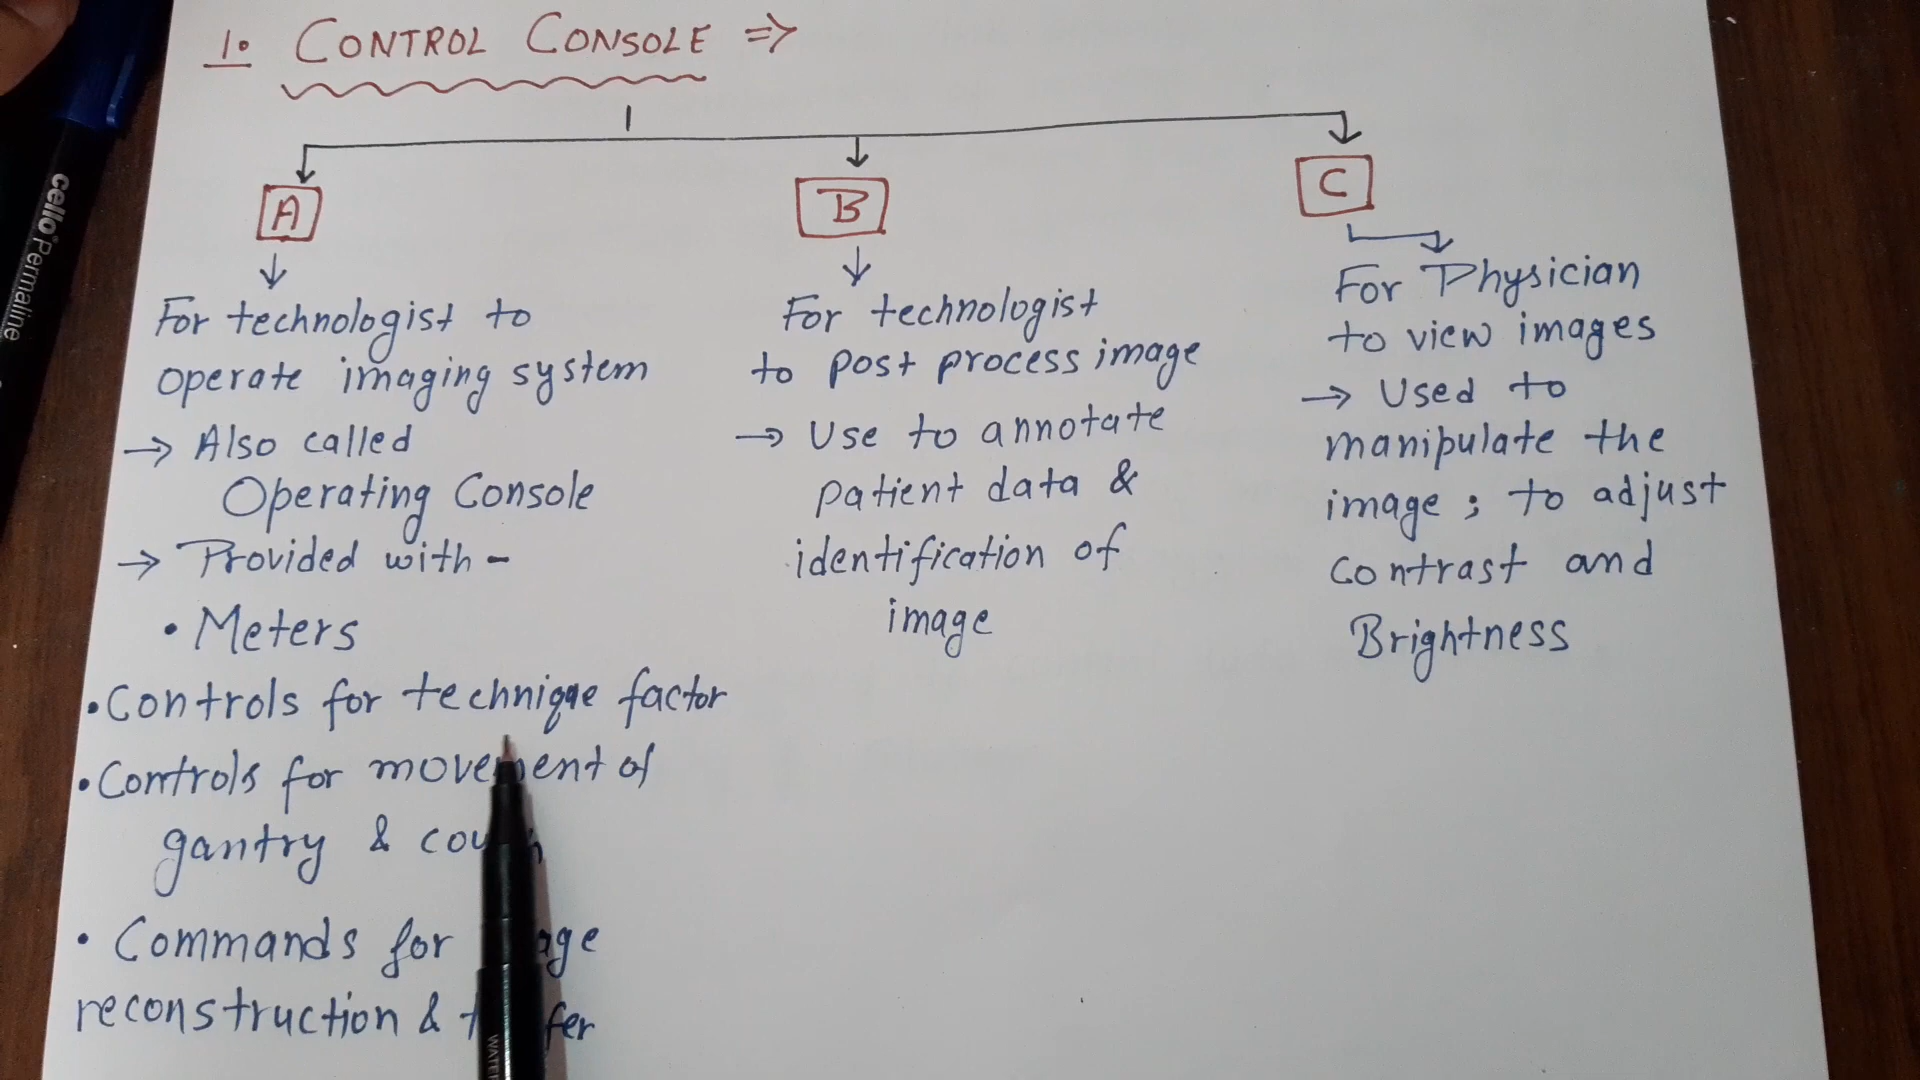 1. CONTROL CONSOLE ⇒
A
For technologist to
operate imaging system
→ Also called
Operating Console
→ Provided with -
• Meters
• Controls for technique factor
• Controls for movement of
gantry &
• Commands for
reconstruction &
B
For technologist
to post process image
→ Use to annotate
patient data &
identification of
image
C
For Physician
to view images
→ Used to
manipulate the
image ; to adjust
contrast and
Brightness
cello Permaline